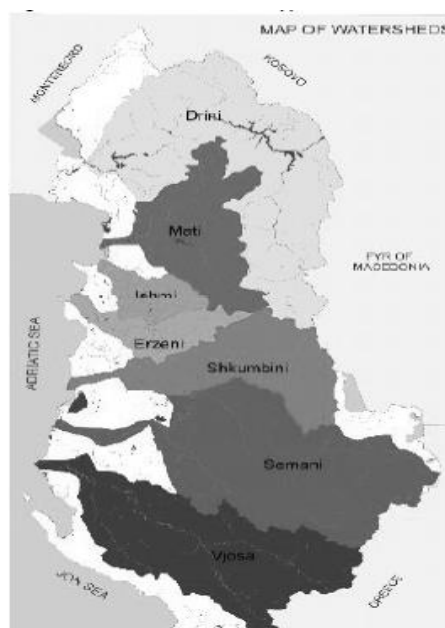 MAP OF WATERSHEDS
MONTENEGRO
KOSOVO
Drini
Mati
FYR OF
MACEDONIA
Ishmi
Erzeni
ADRIATIC SEA
Shkumbini
Semani
Vjosa
JON SEA
GREECE